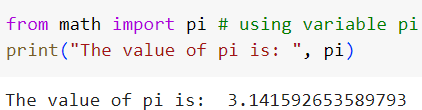 from math import pi # using variable pi
print("The value of pi is: ", pi)
The value of pi is:  3.141592653589793